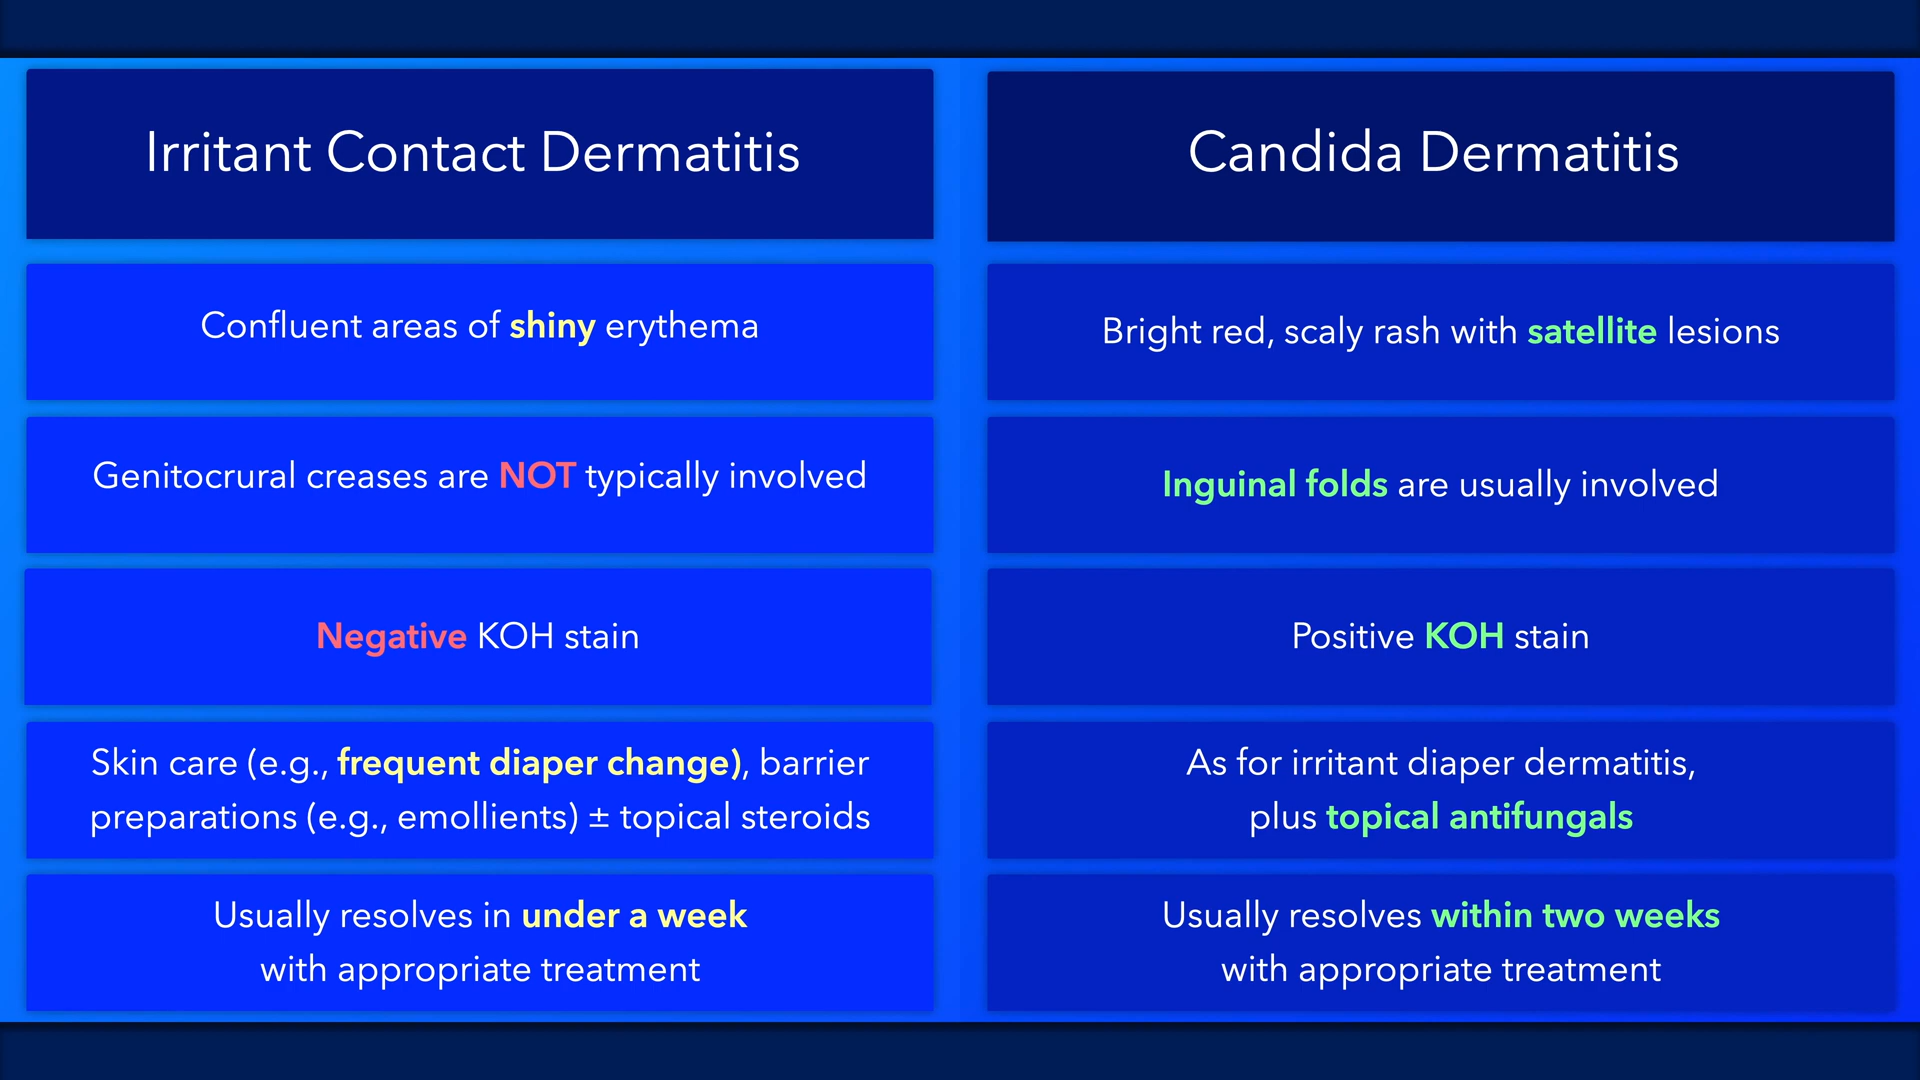 Irritant Contact Dermatitis
Candida Dermatitis
Confluent areas of shiny erythema
Bright red, scaly rash with satellite lesions
Genitocrural creases are NOT typically involved
Inguinal folds are usually involved
Negative KOH stain
Positive KOH stain
Skin care (e.g., frequent diaper change), barrier
preparations (e.g., emollients) ± topical steroids
As for irritant diaper dermatitis,
plus topical antifungals
Usually resolves in under a week
with appropriate treatment
Usually resolves within two weeks
with appropriate treatment